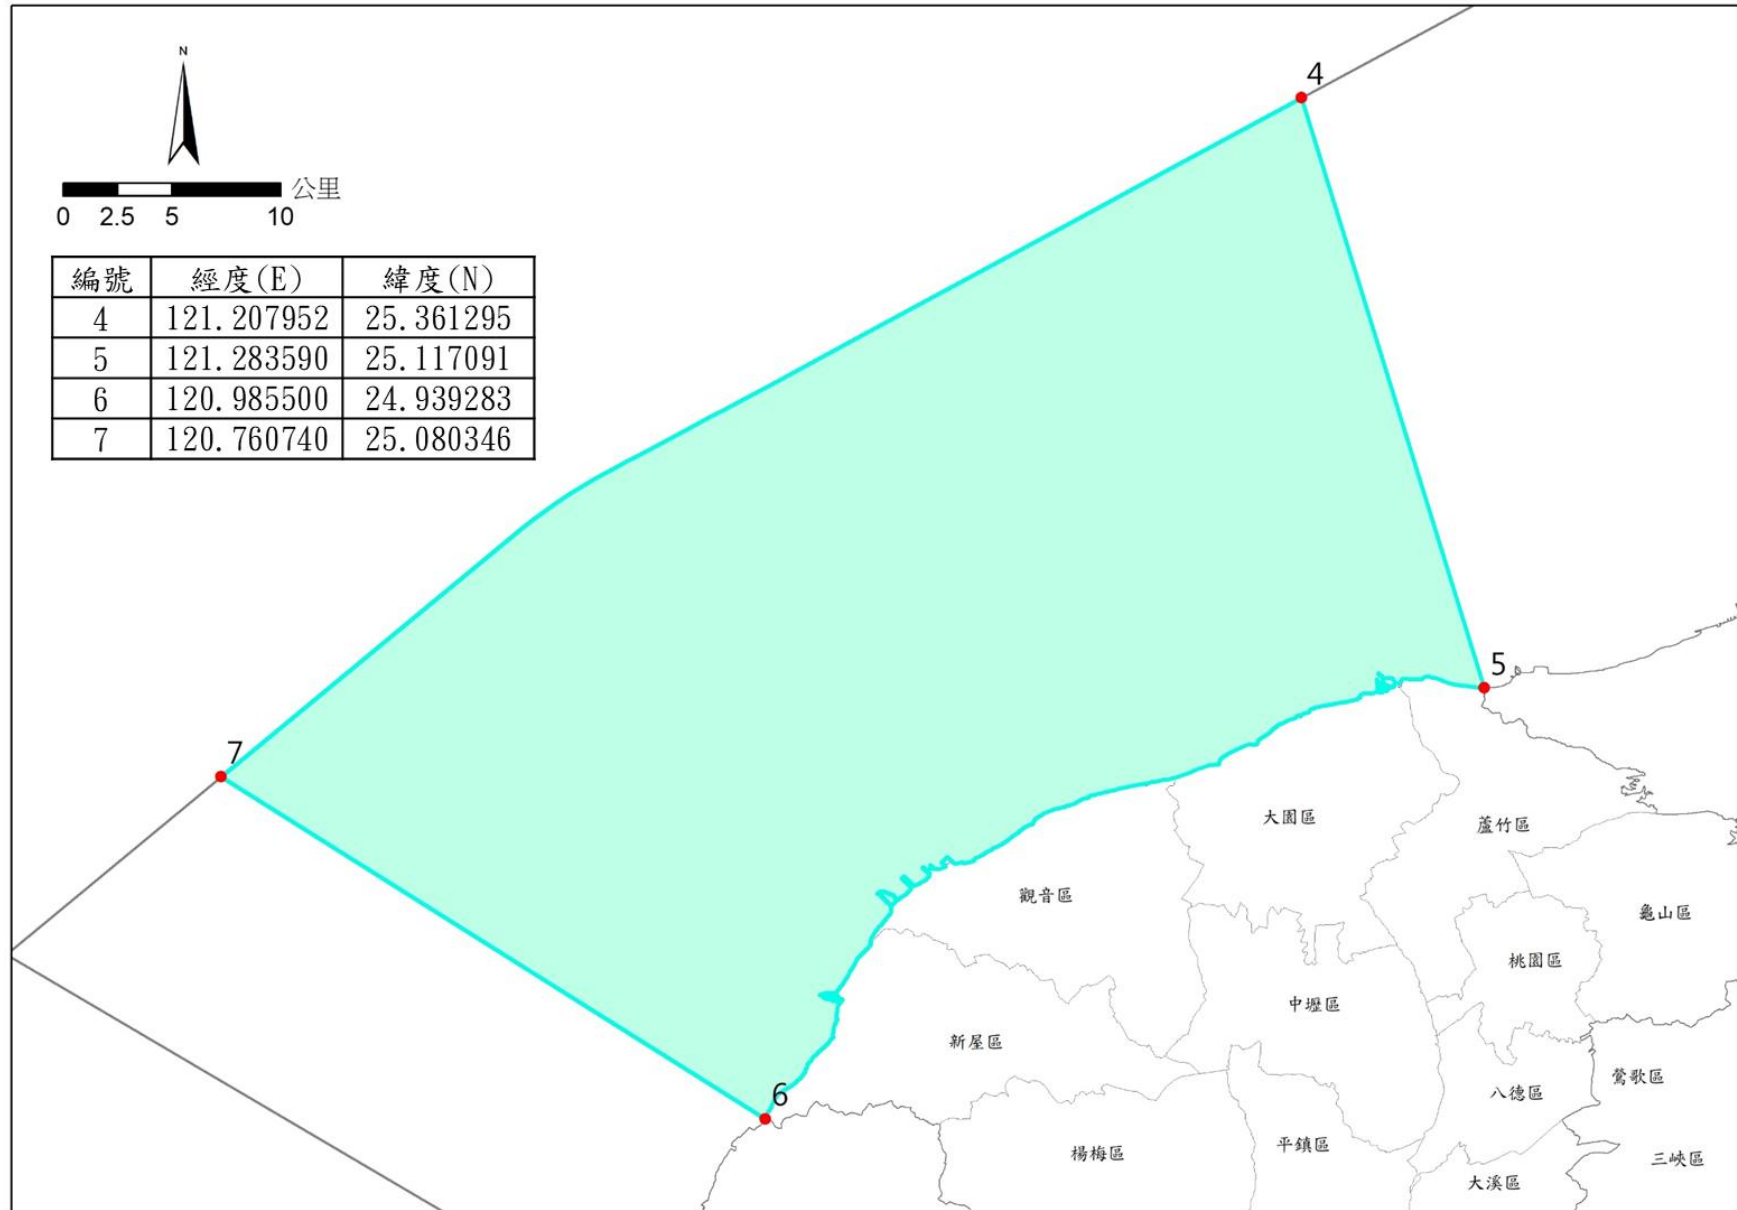 N
公里
0 2.5 5 10
編號 經度(E) 緯度(N)
4 121.207952 25.361295
5 121.283590 25.117091
6 120.985500 24.939283
7 120.760740 25.080346
4
5
7
大園區
蘆竹區
觀音區
龜山區
桃園區
中壢區
新屋區
鶯歌區
八德區
6
平鎮區
楊梅區
三峽區
大溪區